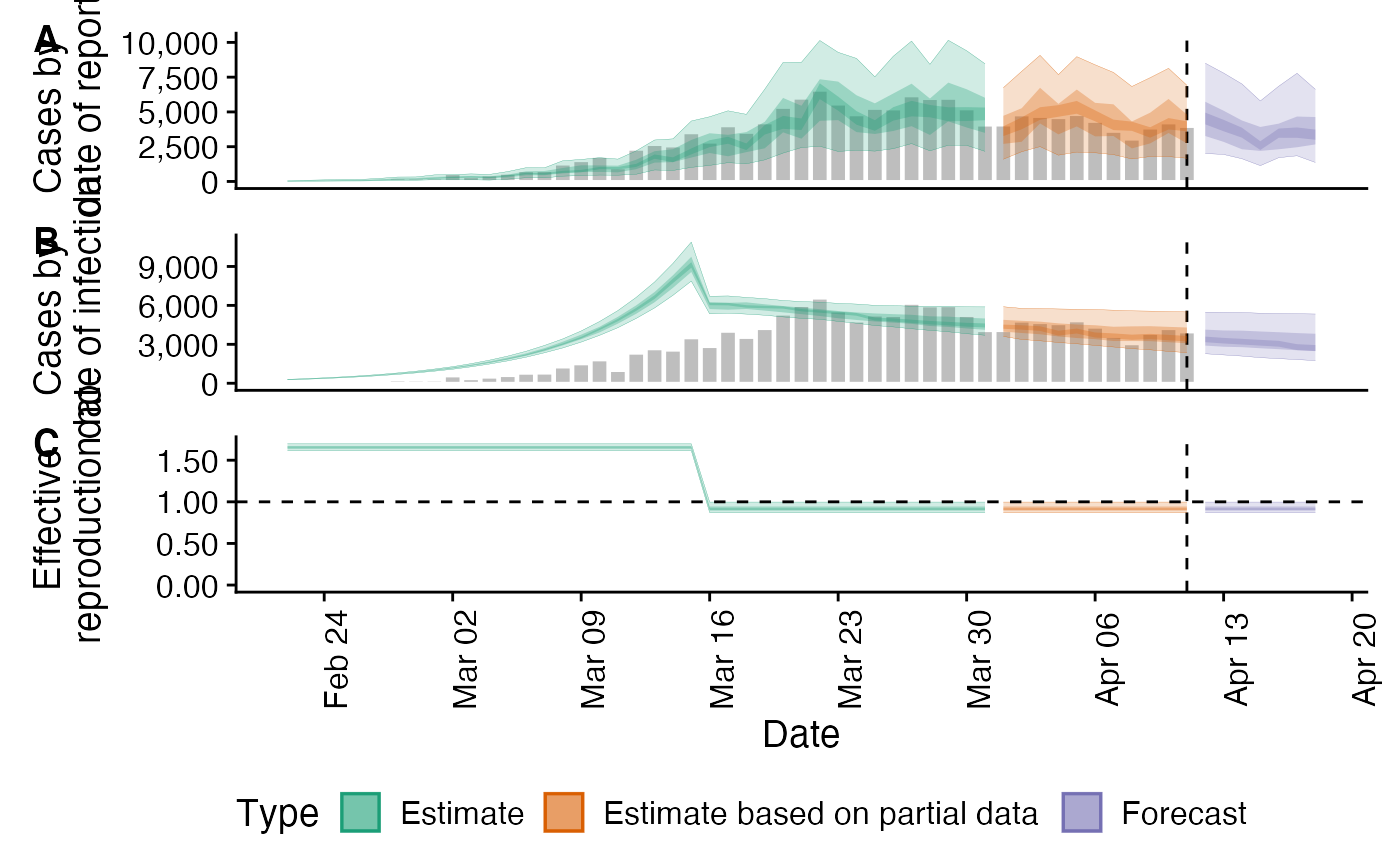 A
Cases by
date of report
10,000
7,500
5,000
2,500
0
B
Cases by
date of infection
9,000
6,000
3,000
0
C
Effective
reproduction no.
1.50
1.00
0.50
0.00
Feb 24
Mar 02
Mar 09
Mar 16
Mar 23
Mar 30
Apr 06
Apr 13
Apr 20
Date
Type
Estimate
Estimate based on partial data
Forecast